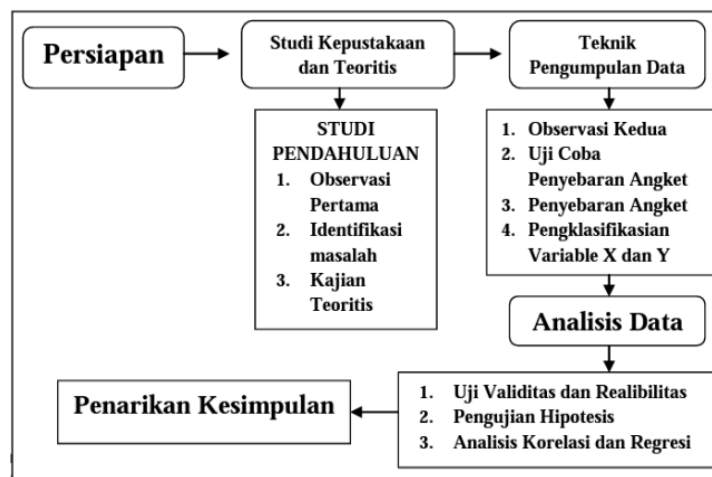 Persiapan
Studi Kepustakaan
dan Teoritis
Teknik
Pengumpulan Data
STUDI
PENDAHULUAN
1. Observasi
Pertama
2. Identifikasi
masalah
3. Kajian
Teoritis
1. Observasi Kedua
2. Uji Coba
Penyebaran Angket
3. Penyebaran Angket
4. Pengklasifikasian
Variable X dan Y
Analisis Data
1. Uji Validitas dan Realibilitas
2. Pengujian Hipotesis
3. Analisis Korelasi dan Regresi
Penarikan Kesimpulan